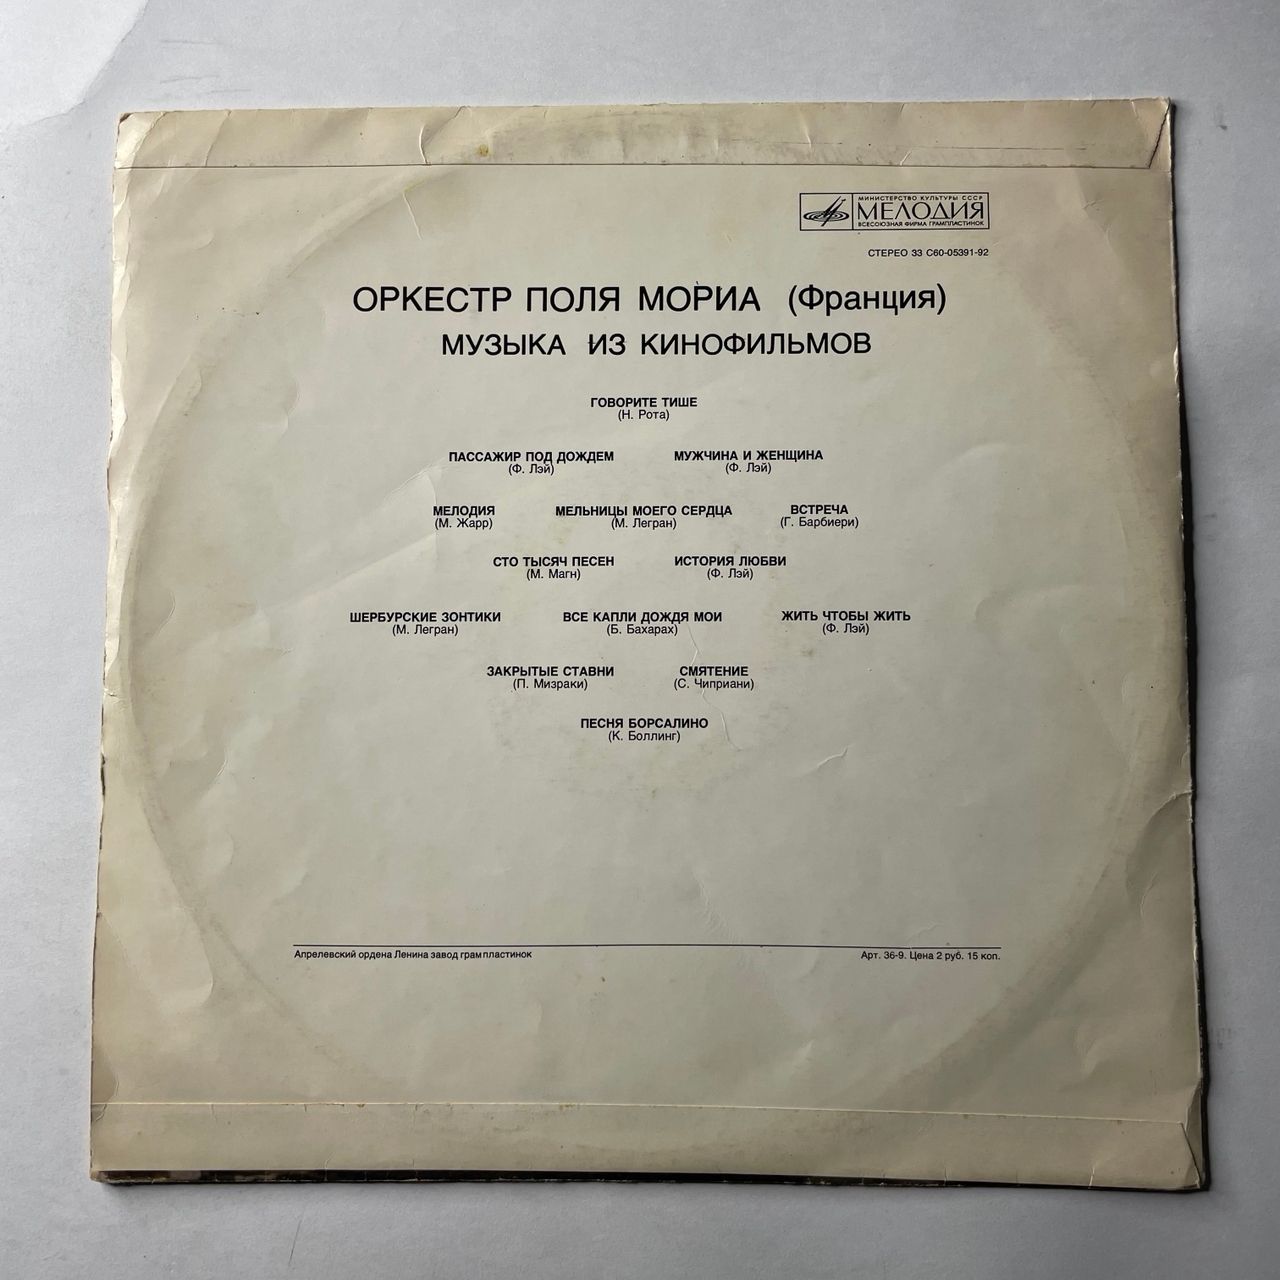 МИНИСТЕРСТВО КУЛЬТУРЫ СССР
МЕЛОДИЯ
ВСЕСОЮЗНАЯ ФИРМА ГРАМПЛАСТИНОК
СТЕРЕО 33 С60-05391-92
ОРКЕСТР ПОЛЯ МОРИА (Франция)
МУЗЫКА ИЗ КИНОФИЛЬМОВ
ГОВОРИТЕ ТИШЕ
(Н. Рота)
ПАССАЖИР ПОД ДОЖДЕМ МУЖЧИНА И ЖЕНЩИНА
(Ф. Лэй) (Ф. Лэй)
МЕЛОДИЯ МЕЛЬНИЦЫ МОЕГО СЕРДЦА ВСТРЕЧА
(М. Жарр) (М. Легран) (Г. Барбиери)
СТО ТЫСЯЧ ПЕСЕН ИСТОРИЯ ЛЮБВИ
(М. Магн) (Ф. Лэй)
ШЕРБУРСКИЕ ЗОНТИКИ ВСЕ КАПЛИ ДОЖДЯ МОИ ЖИТЬ ЧТОБЫ ЖИТЬ
(М. Легран) (Б. Бахарах) (Ф. Лэй)
ЗАКРЫТЫЕ СТАВНИ СМЯТЕНИЕ
(П. Мизраки) (С. Чиприани)
ПЕСНЯ БОРСАЛИНО
(К. Боллинг)
Апрелевский ордена Ленина завод грампластинок Арт. 36-9. Цена 2 руб. 15 коп.